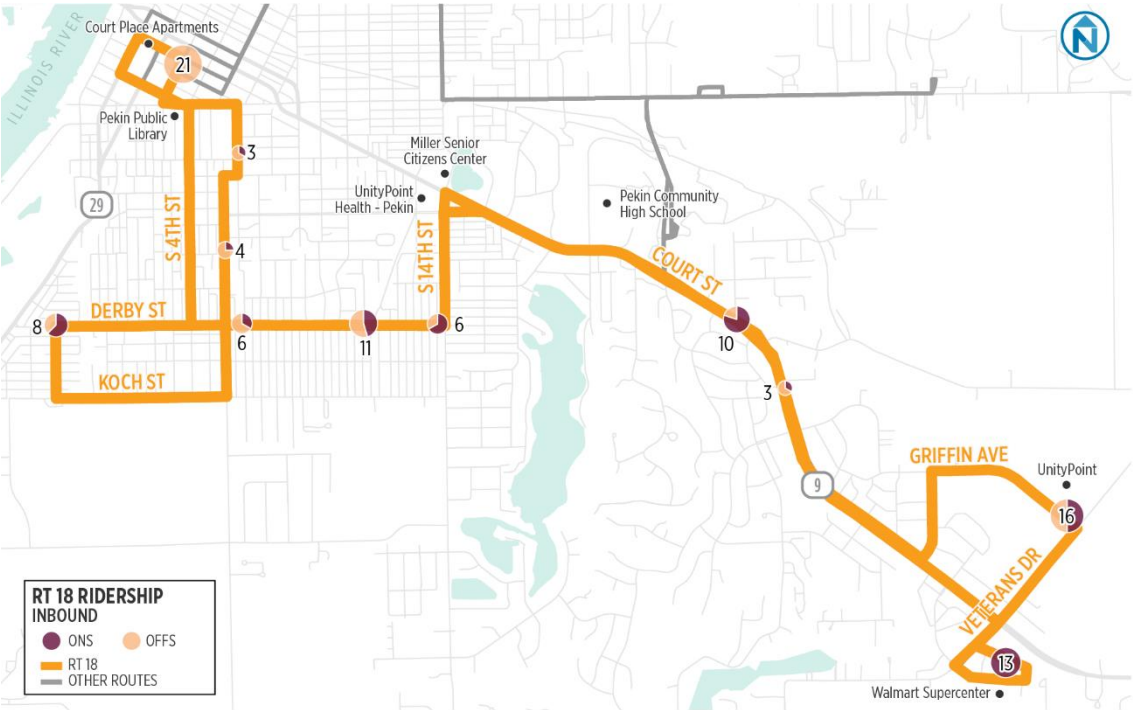 Court Place Apartments
N
ILLINOIS RIVER
21
Pekin Public
Library
3
Miller Senior
Citizens Center
UnityPoint
Health - Pekin
Pekin Community
High School
29
S 4TH ST
4
S 14TH ST
COURT ST
DERBY ST
8
6
11
6
10
KOCH ST
3
GRIFFIN AVE
UnityPoint
9
16
VETERANS DR
RT 18 RIDERSHIP
INBOUND
ONS OFFS
RT 18
OTHER ROUTES
13
Walmart Supercenter